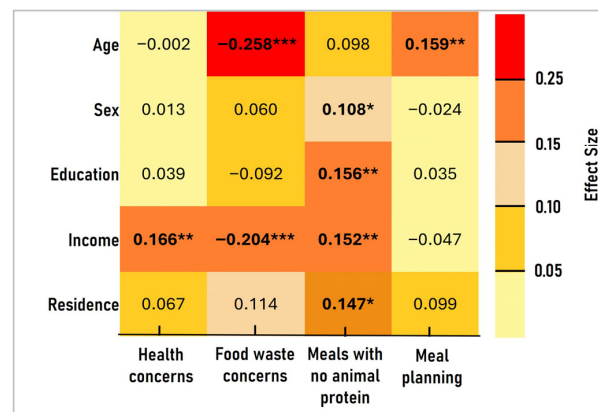 Age −0.002 −0.258*** 0.098 0.159**
Sex 0.013 0.060 0.108* −0.024
Education 0.039 −0.092 0.156** 0.035
Income 0.166** −0.204*** 0.152** −0.047
Residence 0.067 0.114 0.147* 0.099
Health concerns
Food waste concerns
Meals with no animal protein
Meal planning
0.25
0.15
0.10
0.05
Effect Size